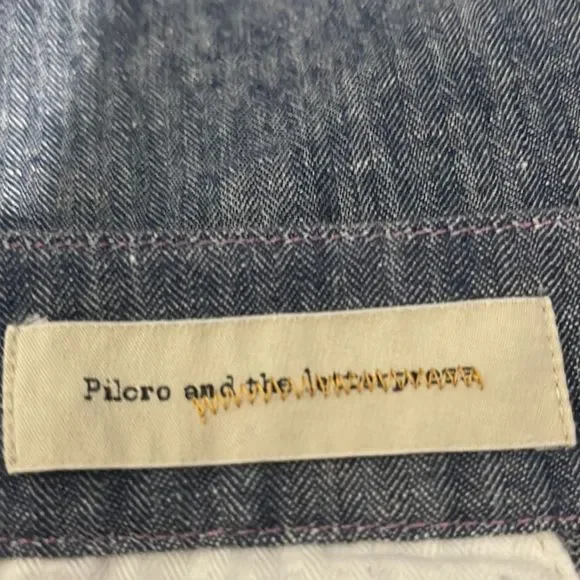 Pilcro and the letterpress